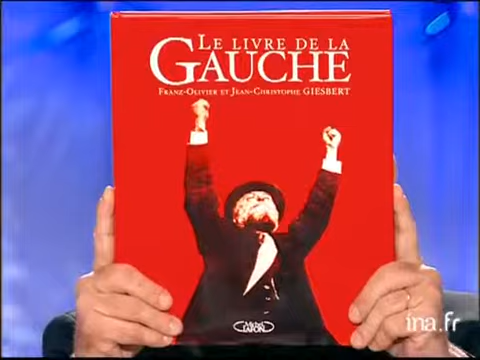 LE LIVRE DE LA
GAUCHE
FRANZ-OLIVIER ET JEAN-CHRISTOPHE GIESBERT
MICHEL
LAFON
ina.fr